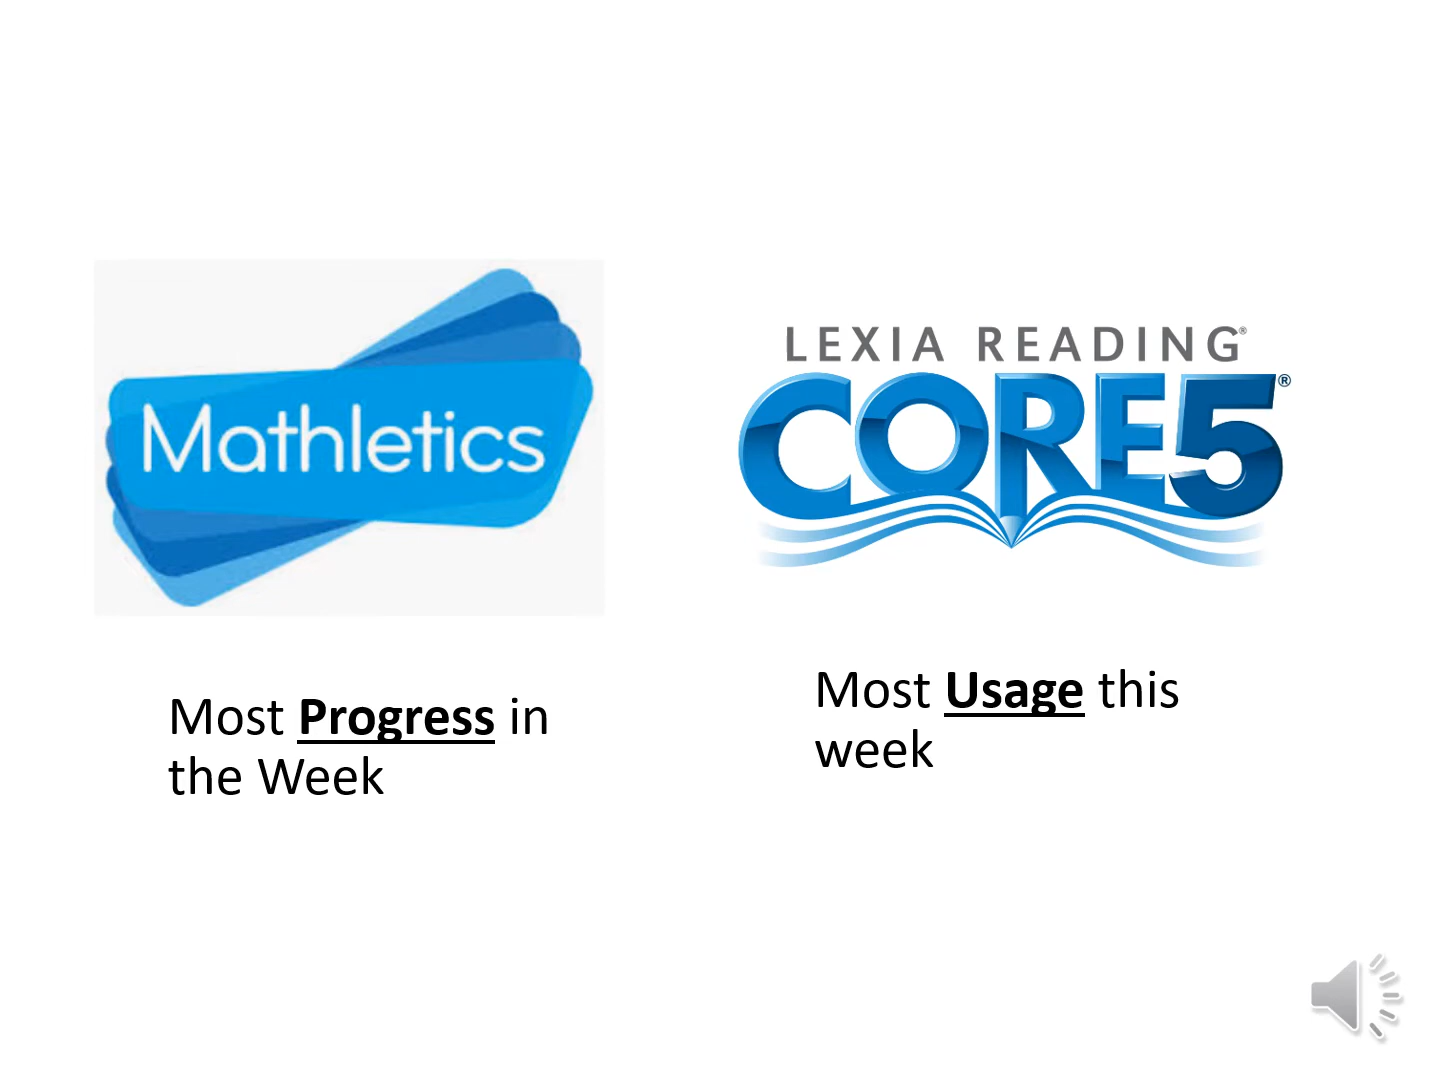 Mathletics
Most Progress in
the Week
LEXIA READING®
CORE5®
Most Usage this
week